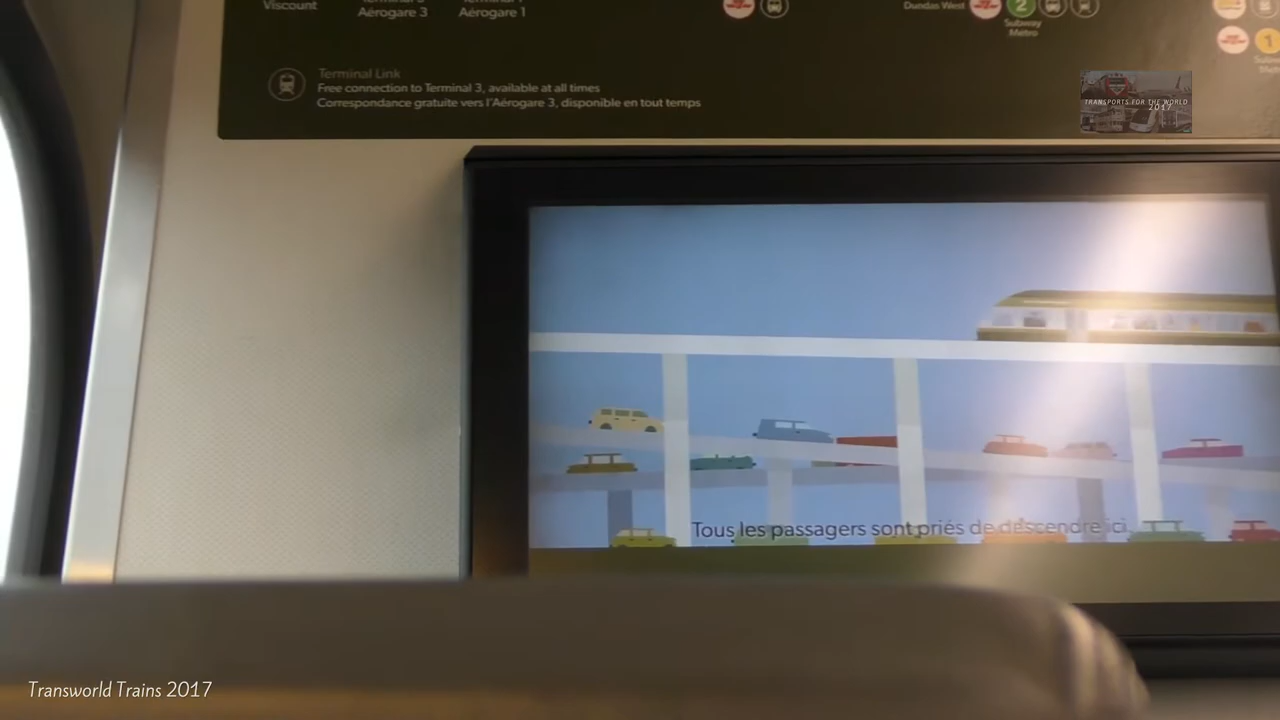 Viscount
Aérogare 3
Aérogare 1
Dundas West
2
Subway
Métro
1
Terminal Link
Free connection to Terminal 3, available at all times
Correspondance gratuite vers l'Aérogare 3, disponible en tout temps
TRANSPORTS FOR THE WORLD
2017
Tous les passagers sont priés de descendre ici.
Transworld Trains 2017